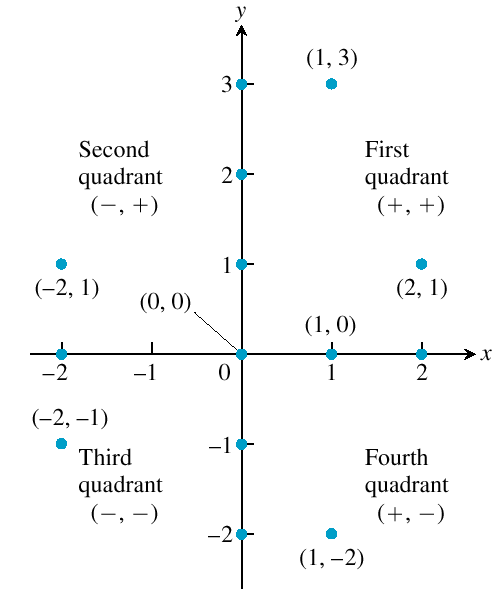 y
(1, 3)
3
Second
quadrant
(−, +)
First
quadrant
(+, +)
2
1
(–2, 1)
(2, 1)
(0, 0)
(1, 0)
x
–2
–1
0
1
2
(–2, –1)
–1
Third
quadrant
(−, −)
Fourth
quadrant
(+, −)
–2
(1, –2)